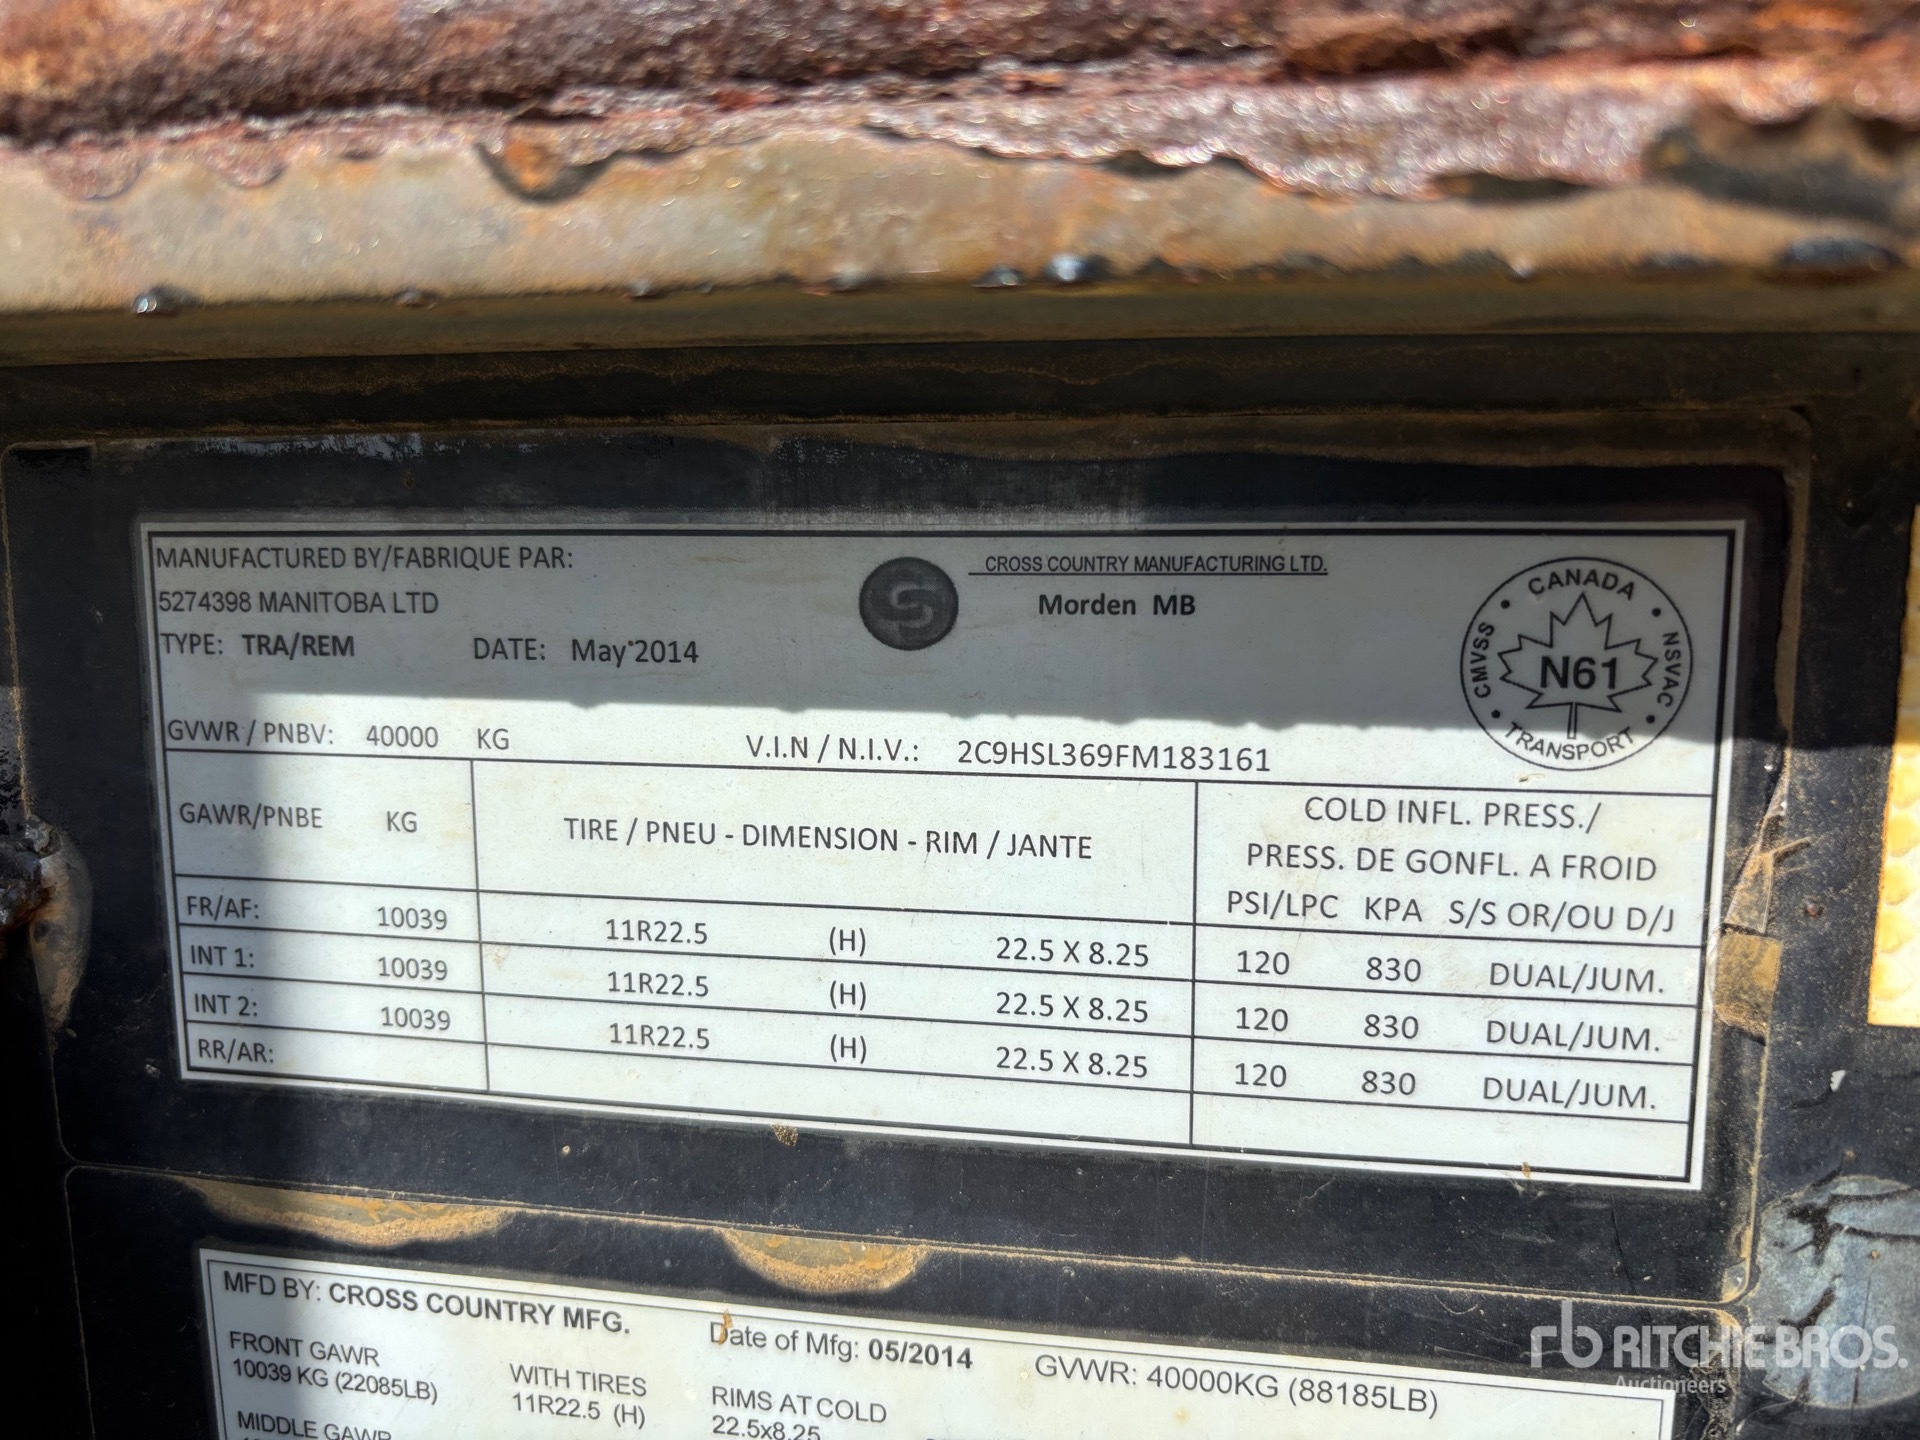 MANUFACTURED BY/FABRIQUE PAR:
5274398 MANITOBA LTD
TYPE: TRA/REM DATE: May 2014
CROSS COUNTRY MANUFACTURING LTD.
Morden MB
CANADA
CMVSS
NSVAC
N61
TRANSPORT
GVWR / PNBV: 40000 KG V.I.N / N.I.V.: 2C9HSL369FM183161
GAWR/PNBE KG TIRE / PNEU - DIMENSION - RIM / JANTE
COLD INFL. PRESS./
PRESS. DE GONFL. A FROID
PSI/LPC KPA S/S OR/OU D/J
FR/AF: 10039 11R22.5 (H) 22.5 X 8.25 120 830 DUAL/JUM.
INT 1: 10039 11R22.5 (H) 22.5 X 8.25 120 830 DUAL/JUM.
INT 2: 10039 11R22.5 (H) 22.5 X 8.25 120 830 DUAL/JUM.
RR/AR:
MFD BY: CROSS COUNTRY MFG. Date of Mfg: 05/2014 GVWR: 40000KG (88185LB)
FRONT GAWR WITH TIRES RIMS AT COLD
10039 KG (22085LB) 11R22.5 (H) 22.5x8.25
MIDDLE GAWR
rb RITCHIE BROS.
Auctioneers